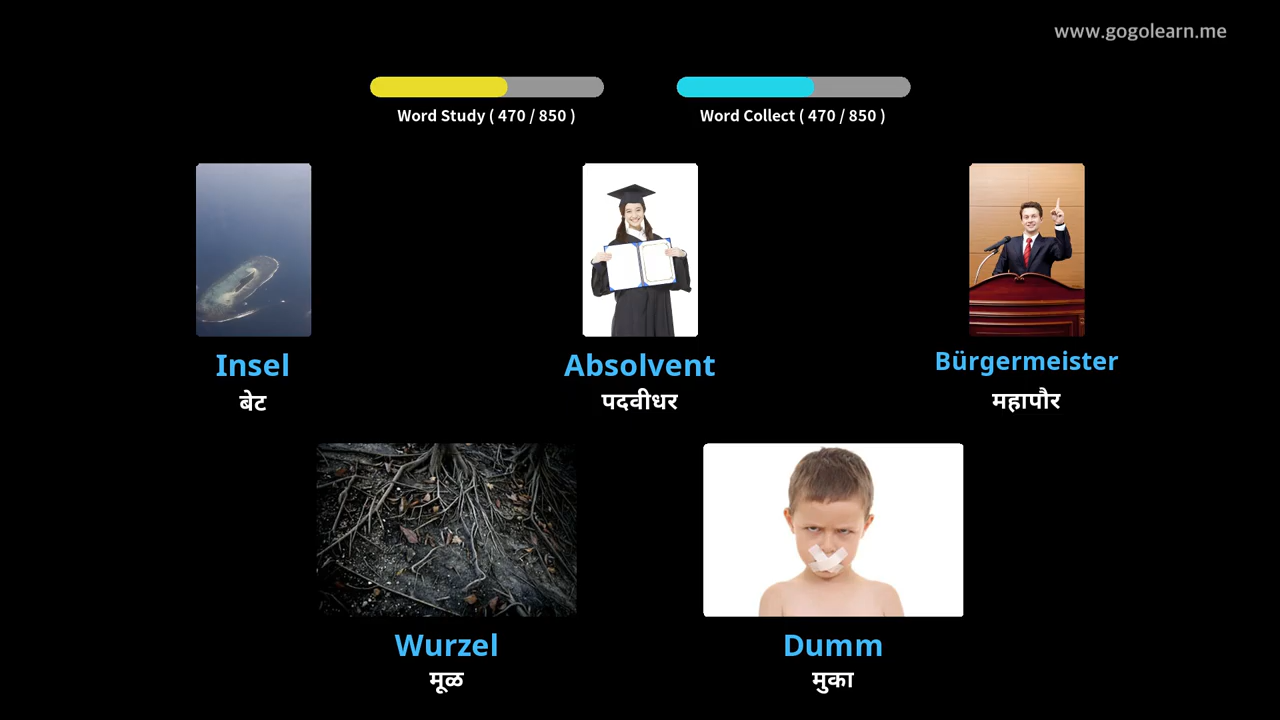 www.gogolearn.me
Word Study ( 470 / 850 )
Word Collect ( 470 / 850 )
Insel
बेट
Absolvent
पदवीधर
Bürgermeister
महापौर
Wurzel
मूळ
Dumm
मुका